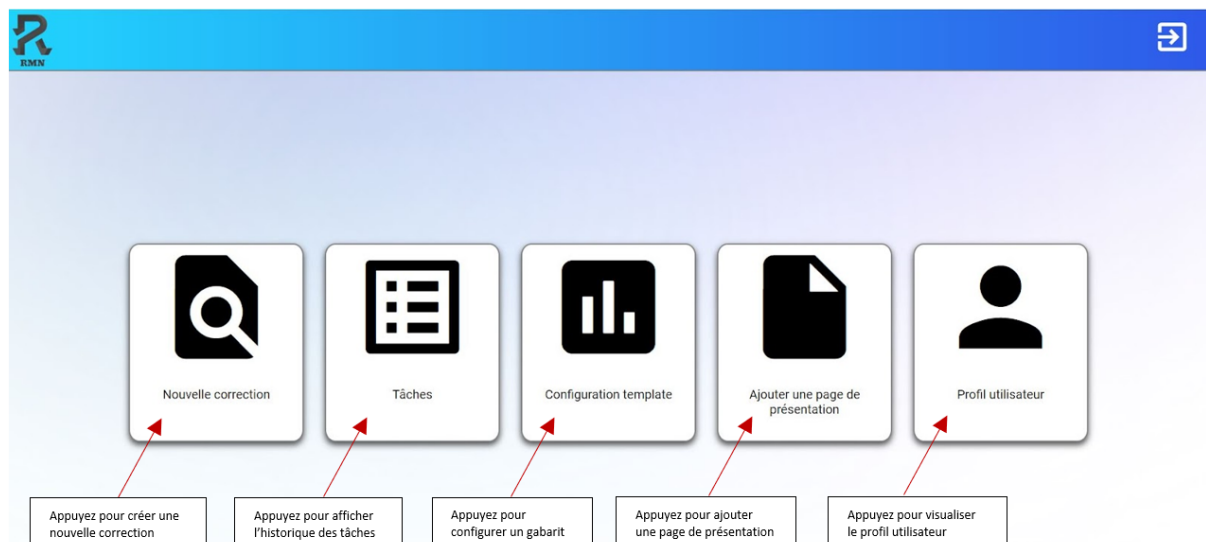 RMN
Nouvelle correction
Tâches
Configuration template
Ajouter une page de
présentation
Profil utilisateur
Appuyez pour créer une
nouvelle correction
Appuyez pour afficher
l'historique des tâches
Appuyez pour
configurer un gabarit
Appuyez pour ajouter
une page de présentation
Appuyez pour visualiser
le profil utilisateur